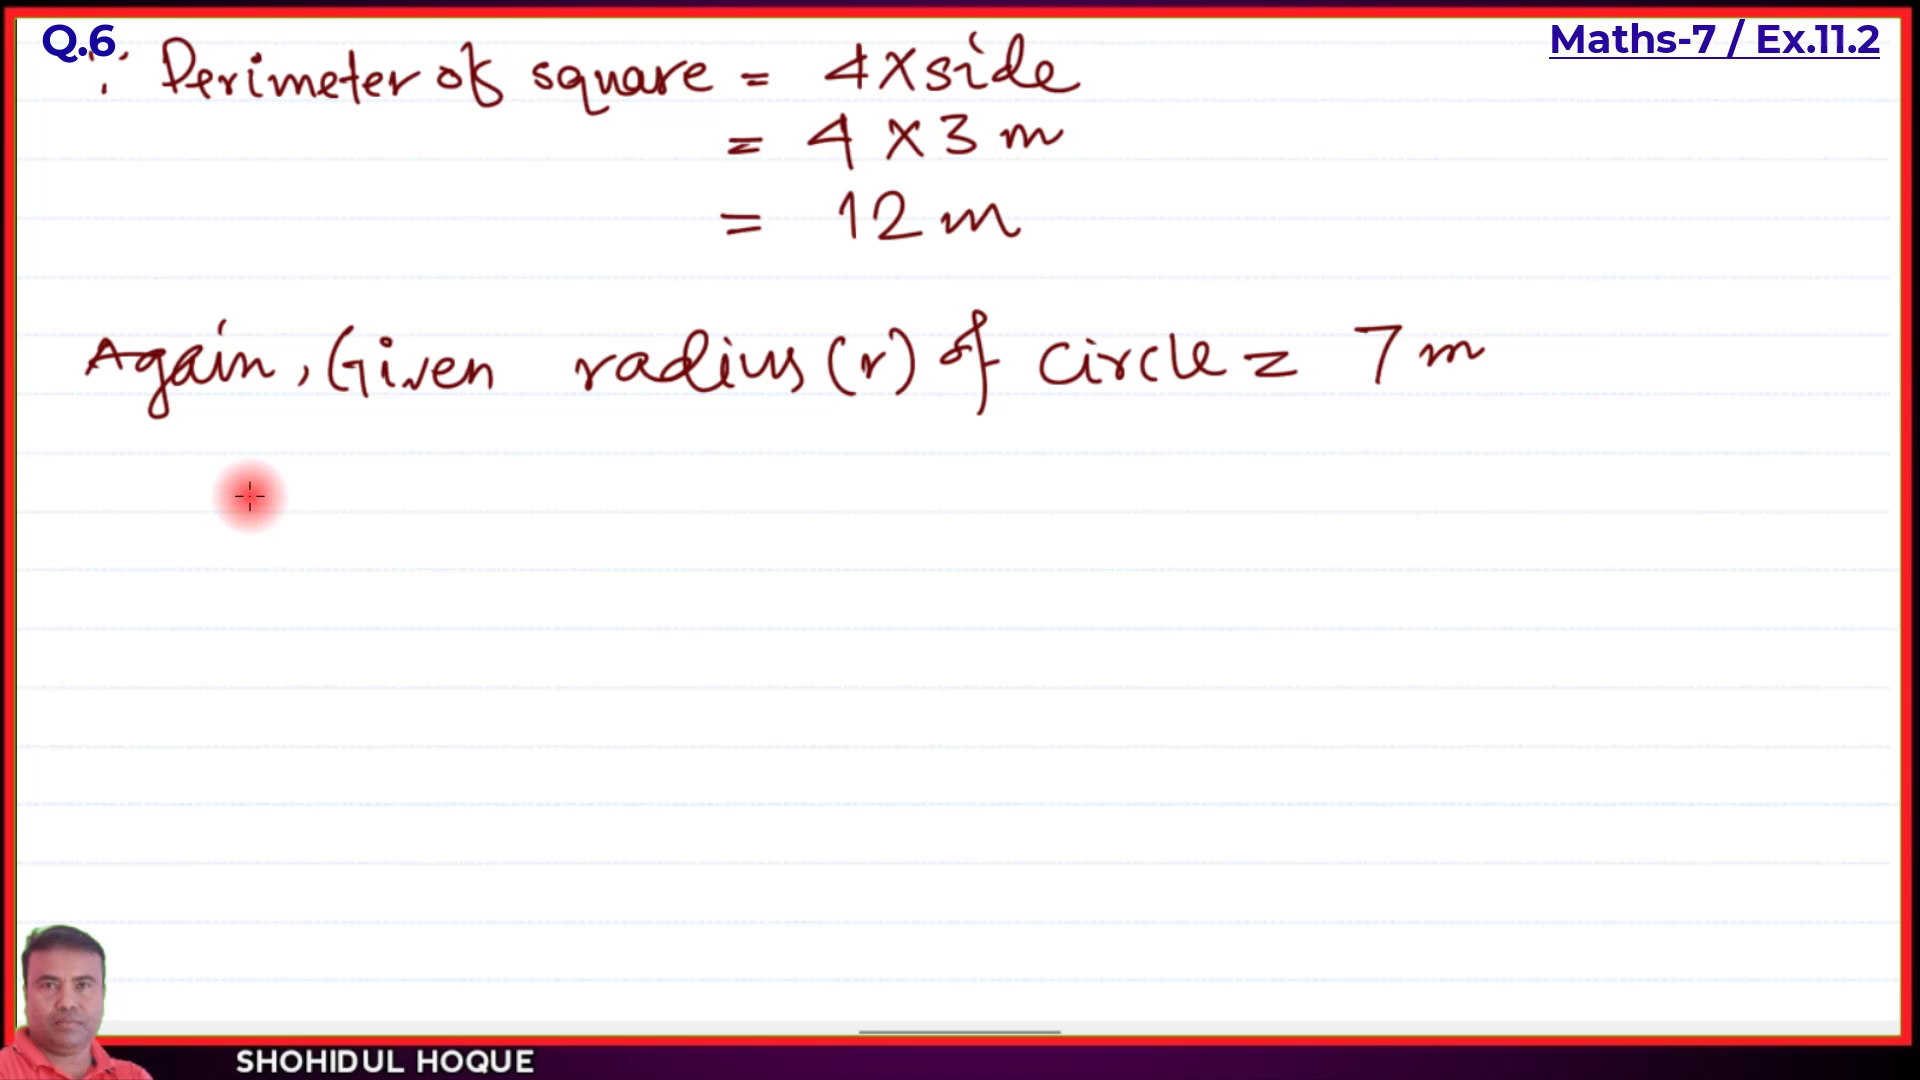 Q.6
Maths-7 / Ex.11.2
∵ Perimeter of square = 4×side
= 4×3 m
= 12 m
Again, Given radius (r) of circle = 7 m
SHOHIDUL HOQUE